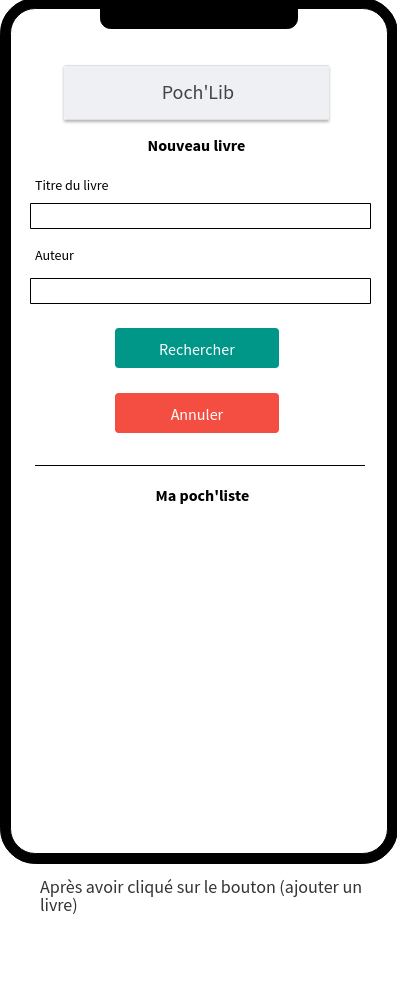 Poch'Lib
Nouveau livre
Titre du livre
Auteur
Rechercher
Annuler
Ma poch'liste
Après avoir cliqué sur le bouton (ajouter un
livre)